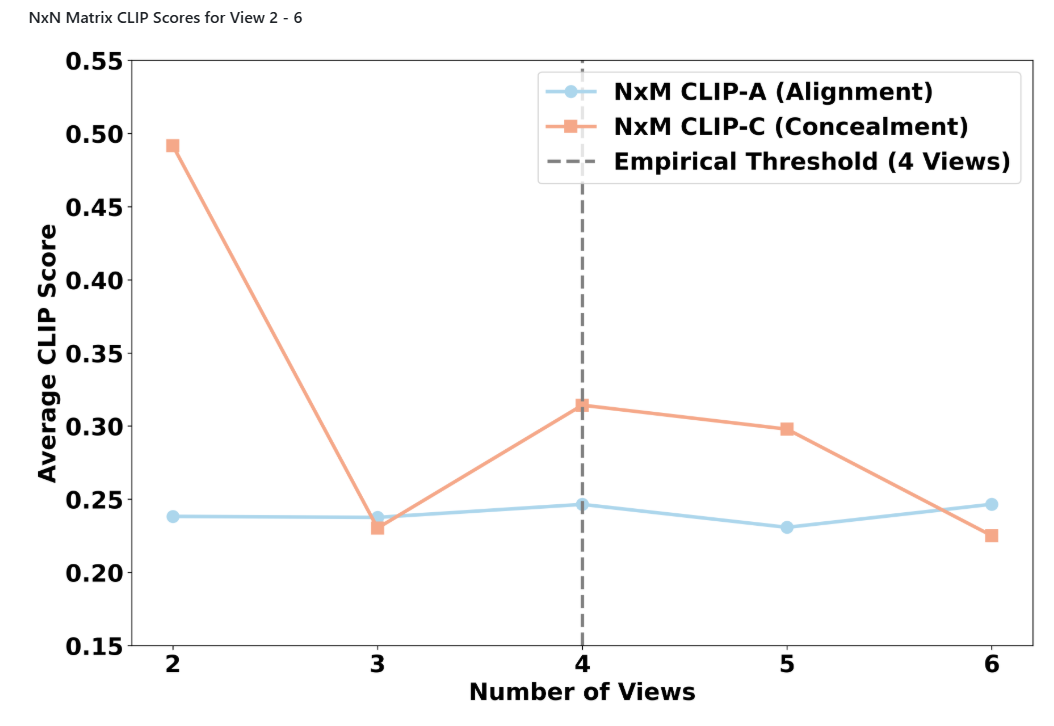 NxN Matrix CLIP Scores for View 2 - 6
0.55
NxM CLIP-A (Alignment)
NxM CLIP-C (Concealment)
Empirical Threshold (4 Views)
0.50
0.45
0.40
0.35
0.30
0.25
0.20
0.15
Average CLIP Score
2 3 4 5 6
Number of Views